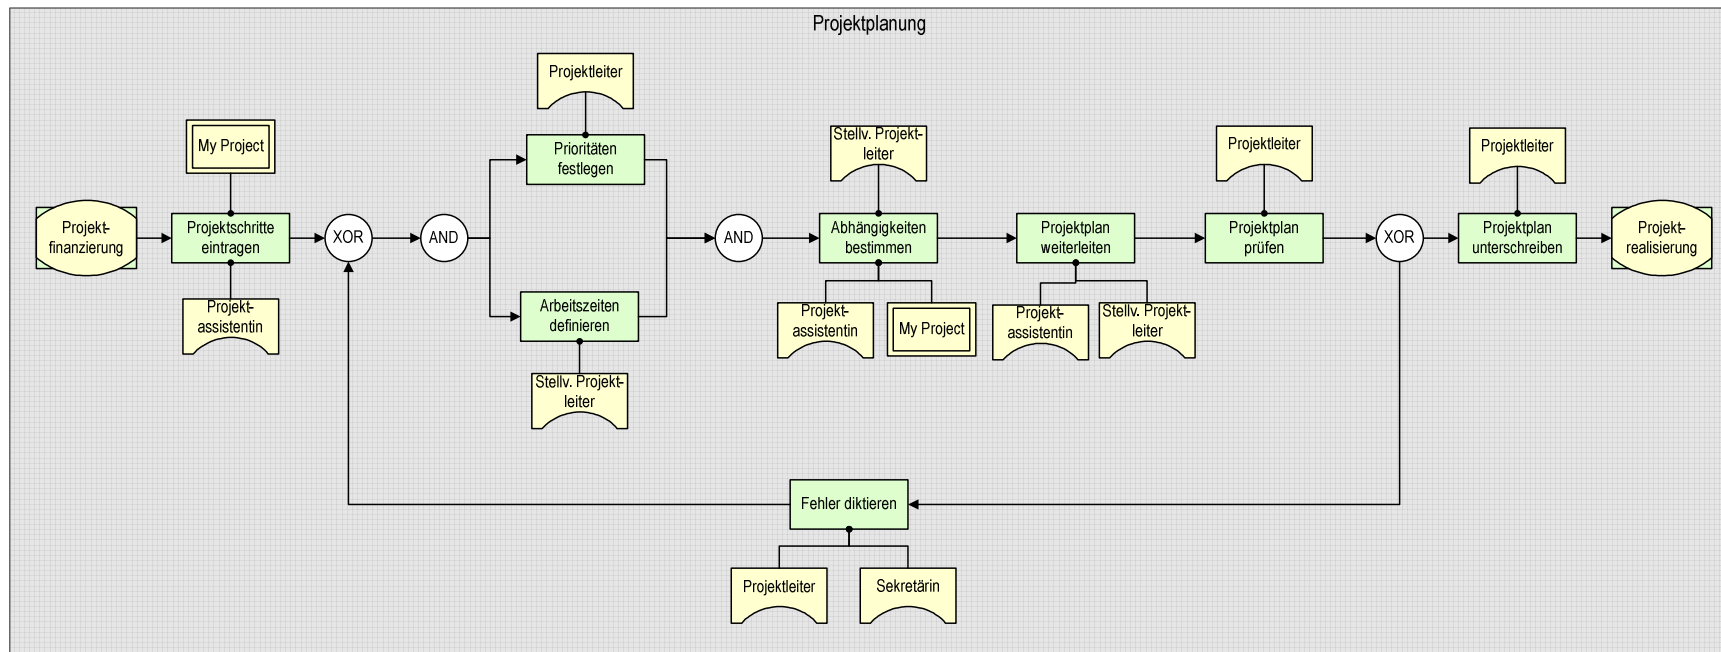 Projektplanung
Projektleiter
My Project
Prioritäten
festlegen
Stellv. Projekt-
leiter
Projektleiter
Projektleiter
Projekt-
finanzierung
Projektschritte
eintragen
XOR
AND
AND
Abhängigkeiten
bestimmen
Projektplan
weiterleiten
Projektplan
prüfen
XOR
Projektplan
unterschreiben
Projekt-
realisierung
Projekt-
assistentin
Arbeitszeiten
definieren
Projekt-
assistentin
My Project
Projekt-
assistentin
Stellv. Projekt-
leiter
Stellv. Projekt-
leiter
Fehler diktieren
Projektleiter
Sekretärin